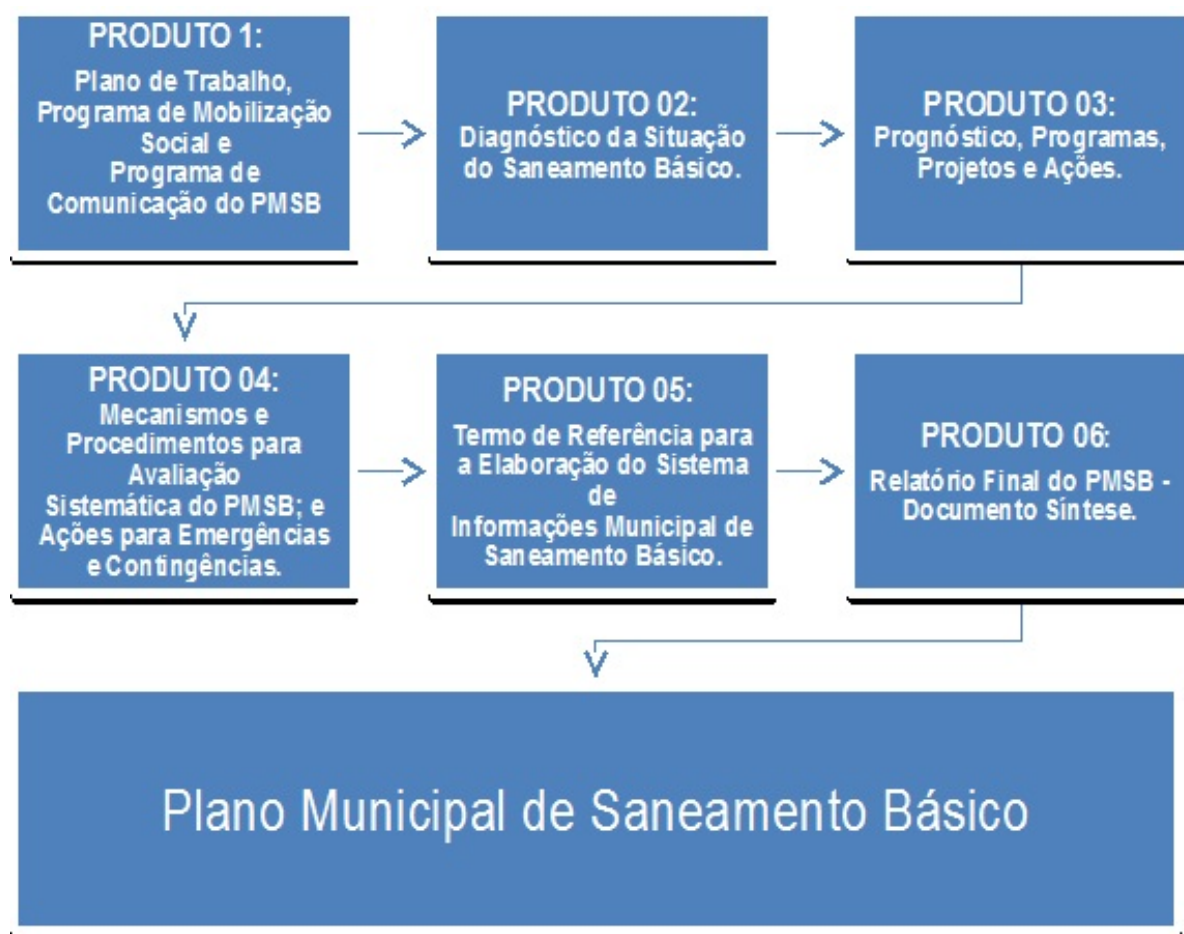 PRODUTO 1:
Plano de Trabalho,
Programa de Mobilização
Social e
Programa de
Comunicação do PMSB
PRODUTO 02:
Diagnóstico da Situação
do Saneamento Básico.
PRODUTO 03:
Prognóstico, Programas,
Projetos e Ações.
PRODUTO 04:
Mecanismos e
Procedimentos para
Avaliação
Sistemática do PMSB; e
Ações para Emergências
e Contingências.
PRODUTO 05:
Termo de Referência para
a Elaboração do Sistema
de
Informações Municipal de
Saneamento Básico.
PRODUTO 06:
Relatório Final do PMSB -
Documento Síntese.
Plano Municipal de Saneamento Básico